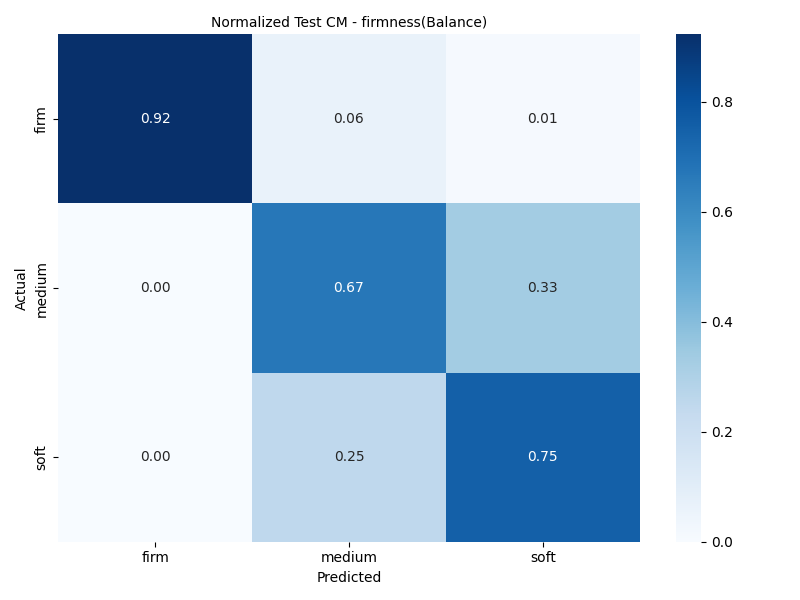 Normalized Test CM - firmness(Balance)
firm
0.92
0.06
0.01
0.8
0.6
Actual
medium
0.00
0.67
0.33
0.4
0.2
soft
0.00
0.25
0.75
0.0
firm
medium
soft
Predicted